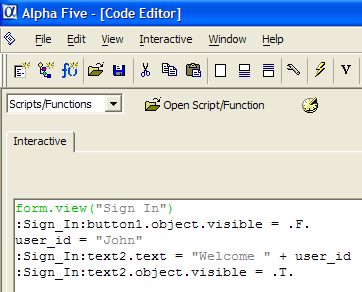 Alpha Five - [Code Editor]
File Edit View Interactive Window Help
Scripts/Functions Open Script/Function
Interactive
form.view("Sign In")
:Sign_In:button1.object.visible = .F.
user_id = "John"
:Sign_In:text2.text = "Welcome " + user_id
:Sign_In:text2.object.visible = .T.